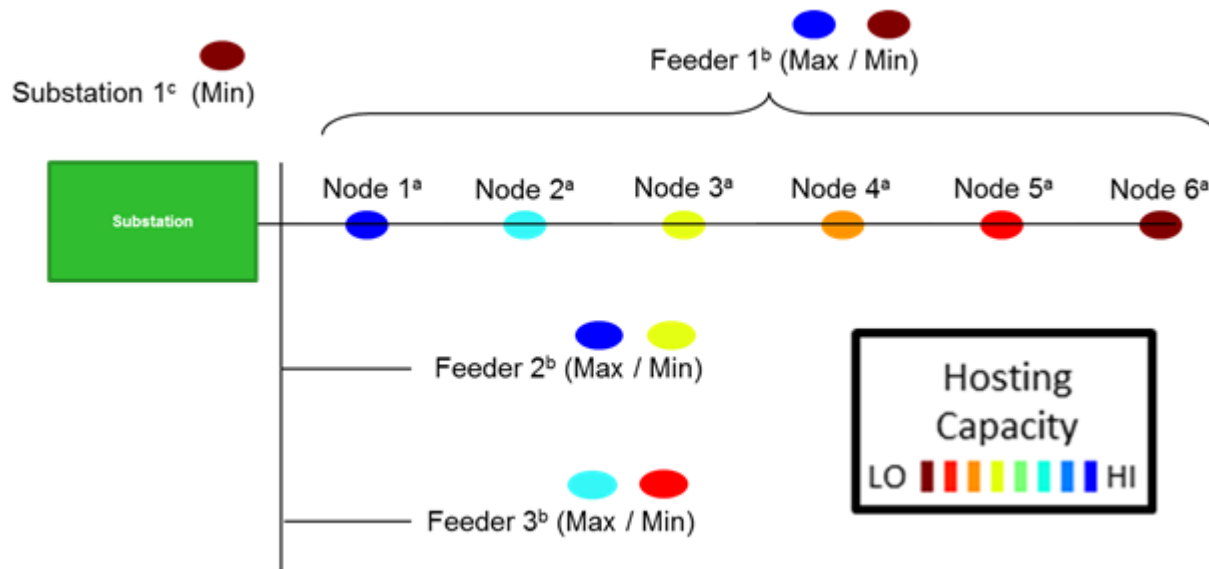 Feeder 1ᵇ (Max / Min)
Substation 1ᶜ (Min)
Node 1ᵃ Node 2ᵃ Node 3ᵃ Node 4ᵃ Node 5ᵃ Node 6ᵃ
Substation
Feeder 2ᵇ (Max / Min)
Feeder 3ᵇ (Max / Min)
Hosting
Capacity
LO HI